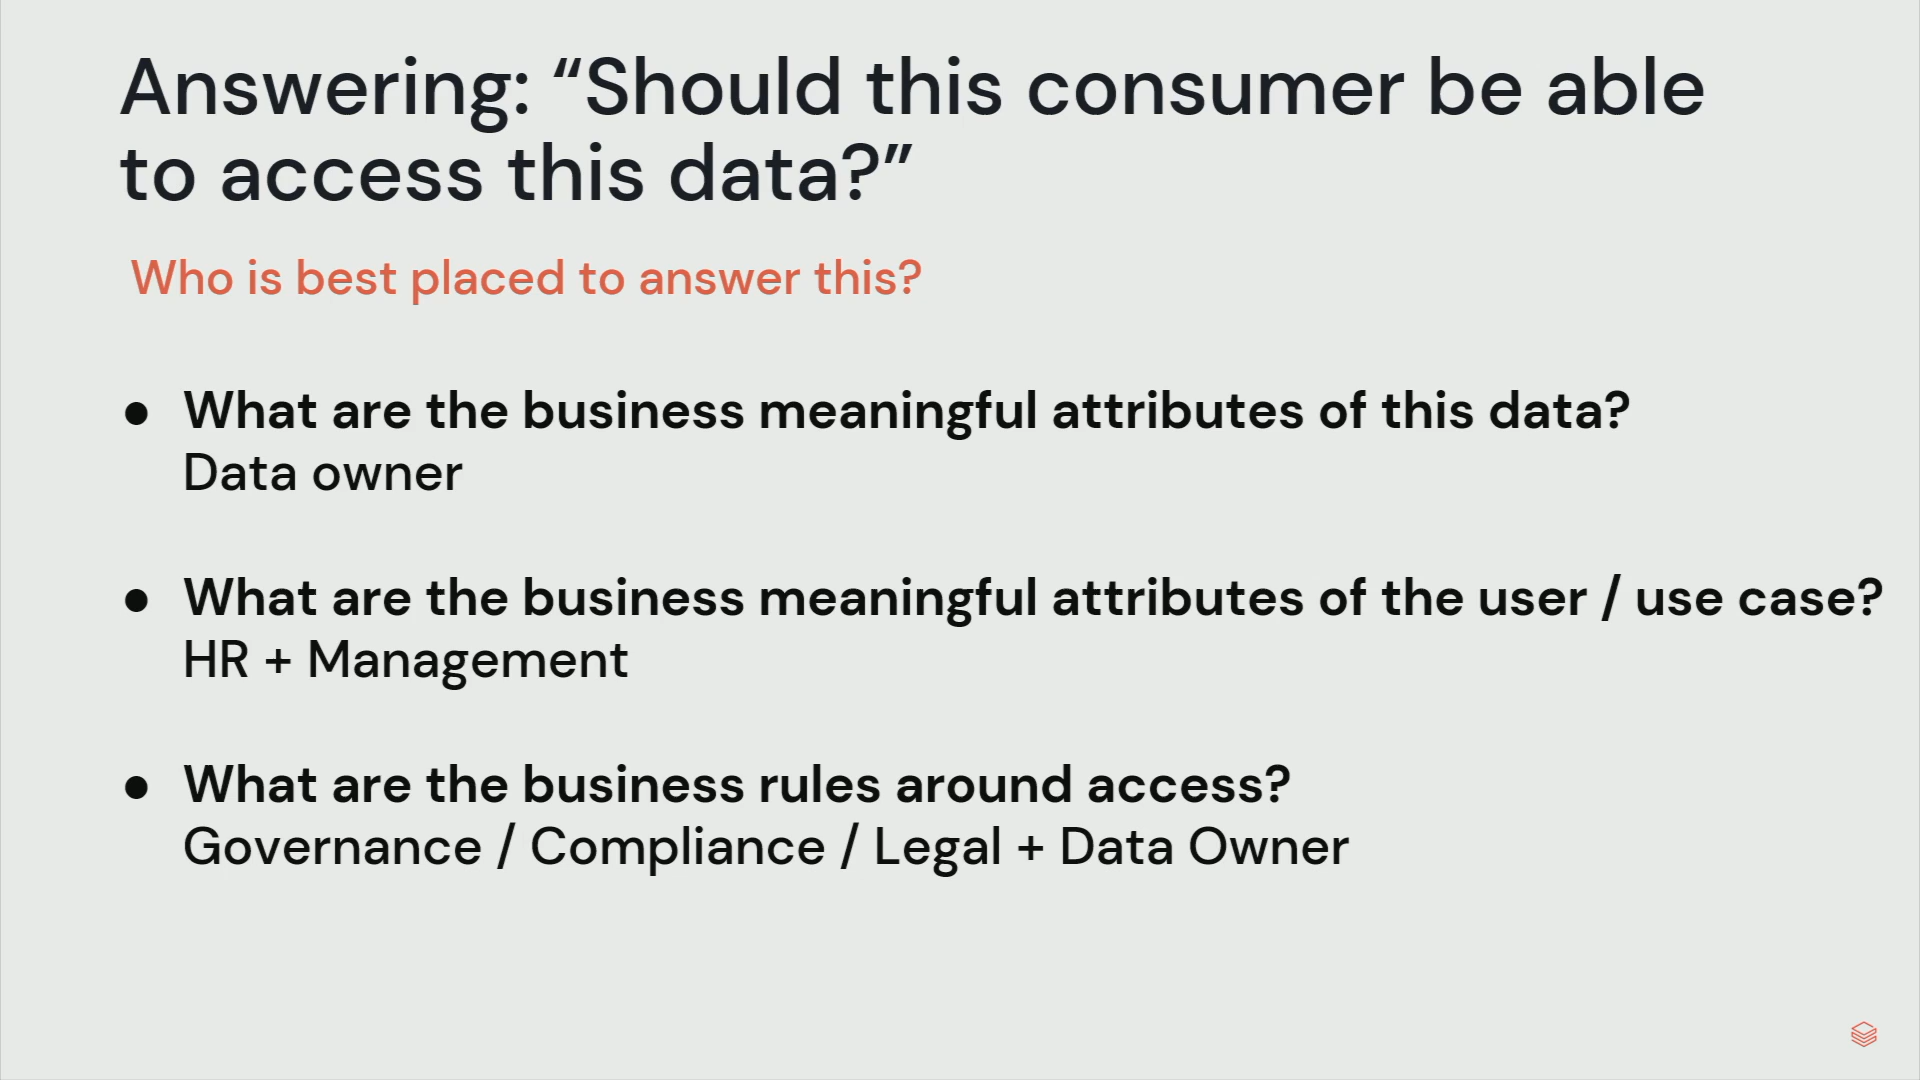 Answering: “Should this consumer be able
to access this data?”
Who is best placed to answer this?
● What are the business meaningful attributes of this data?
Data owner
● What are the business meaningful attributes of the user / use case?
HR + Management
● What are the business rules around access?
Governance / Compliance / Legal + Data Owner